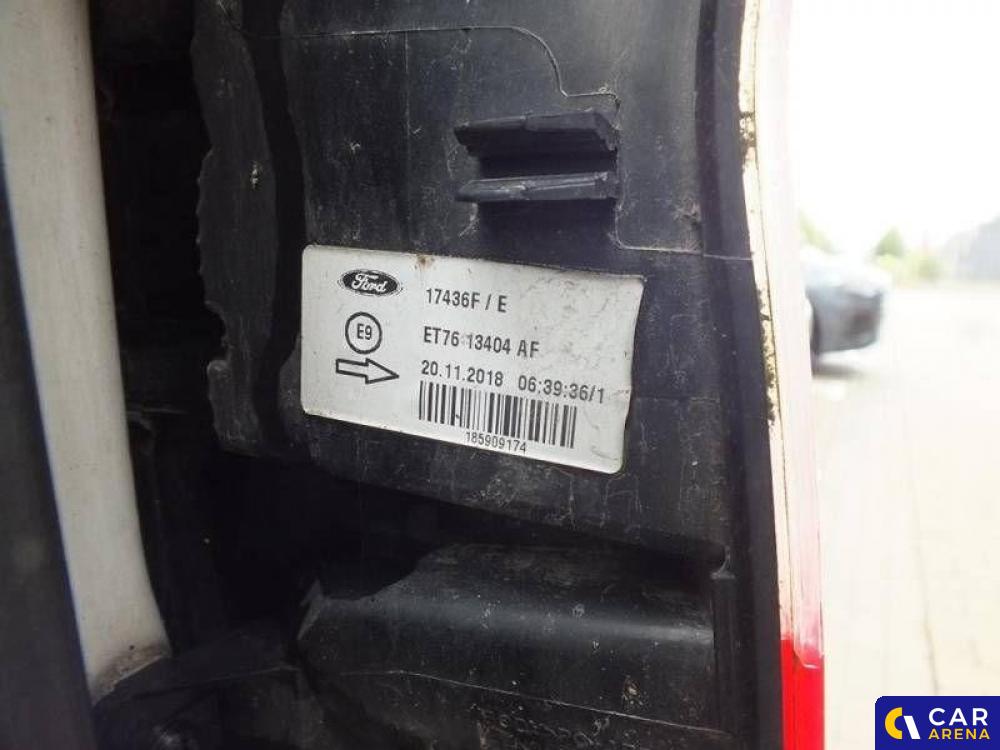 Ford
17436F / E
E9
ET76 13404 AF
20.11.2018 06:39:36/1
185909174
CAR
ARENA